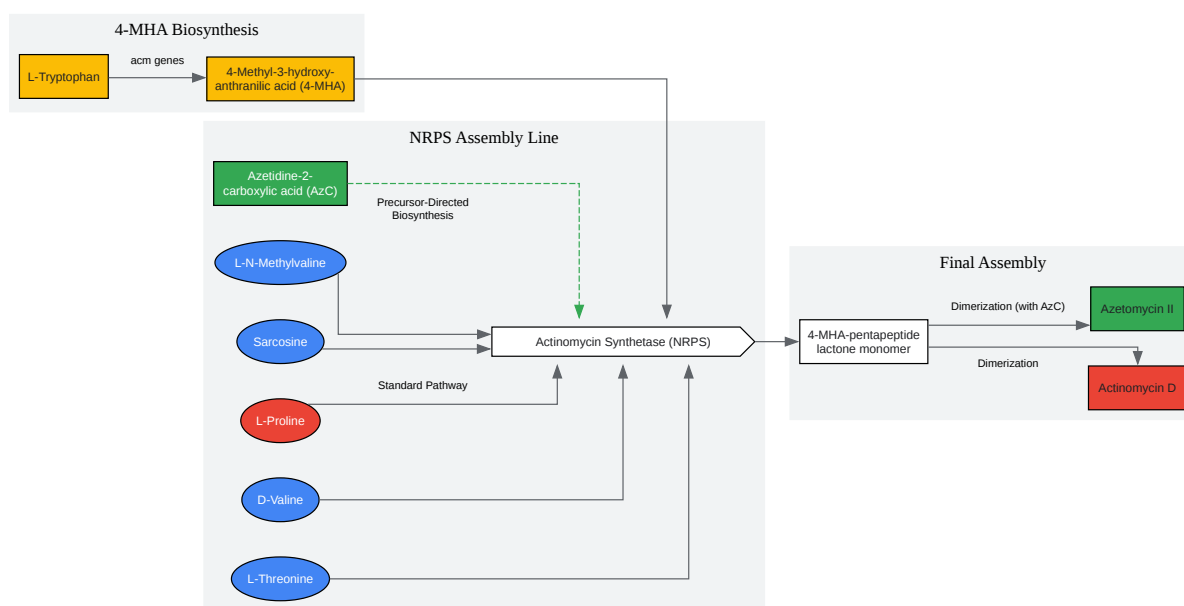 4-MHA Biosynthesis
L-Tryptophan
acm genes
4-Methyl-3-hydroxy-
anthranilic acid (4-MHA)
NRPS Assembly Line
Azetidine-2-
carboxylic acid (AzC)
Precursor-Directed
Biosynthesis
L-N-Methylvaline
Sarcosine
Actinomycin Synthetase (NRPS)
Standard Pathway
L-Proline
D-Valine
L-Threonine
Final Assembly
Dimerization (with AzC)
Azetomycin II
4-MHA-pentapeptide
lactone monomer
Dimerization
Actinomycin D